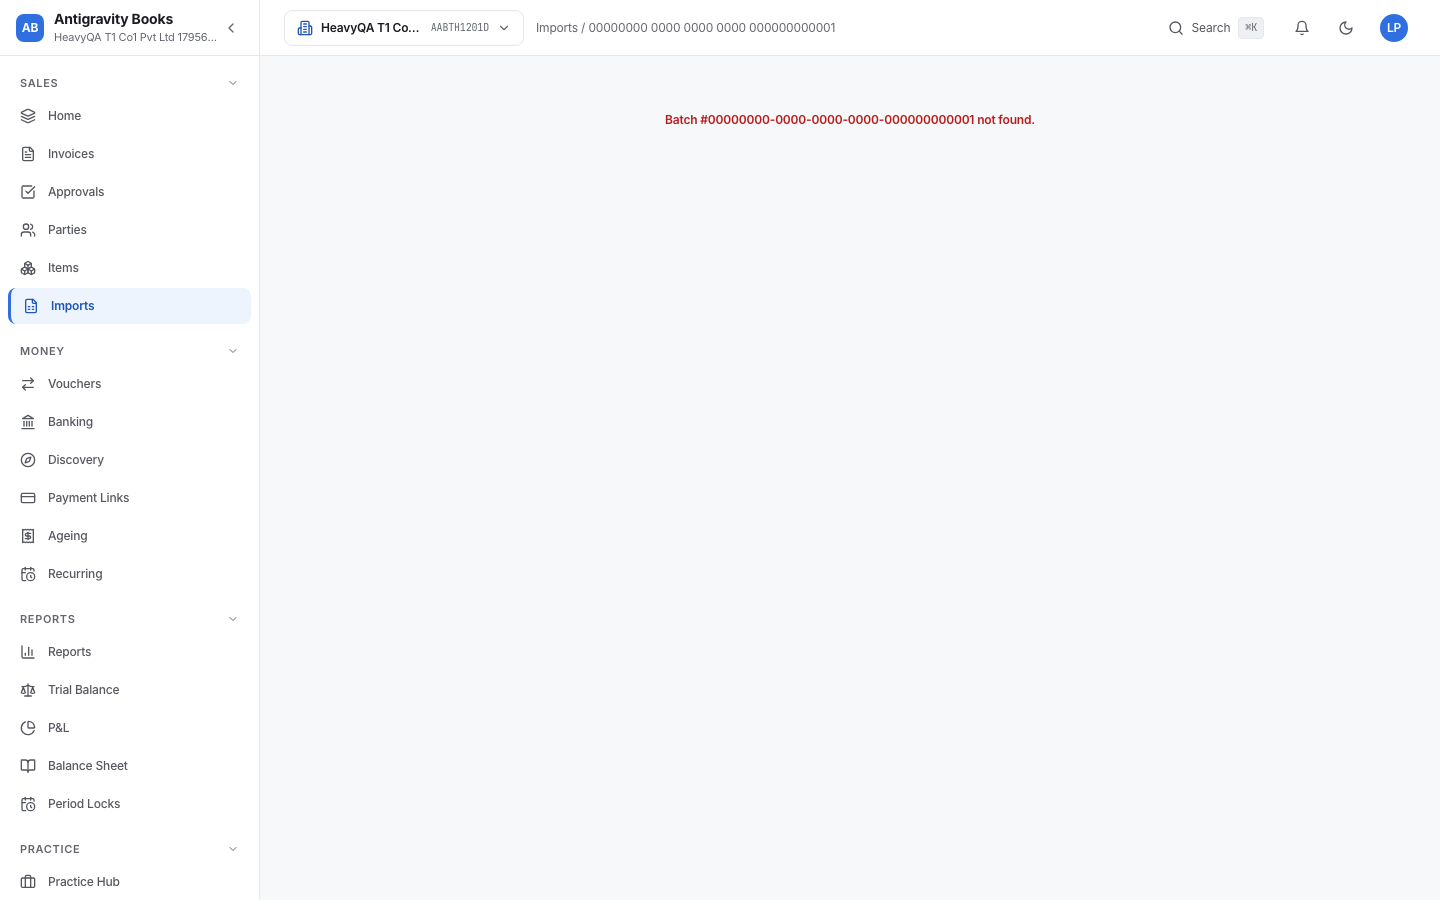 AB
Antigravity Books
HeavyQA T1 Co1 Pvt Ltd 17956...
HeavyQA T1 Co...
AABTH1201D
Imports / 00000000 0000 0000 0000 000000000001
Search
⌘K
LP
SALES
Home
Invoices
Approvals
Parties
Items
Imports
MONEY
Vouchers
Banking
Discovery
Payment Links
Ageing
Recurring
REPORTS
Reports
Trial Balance
P&L
Balance Sheet
Period Locks
PRACTICE
Practice Hub
Batch #00000000-0000-0000-0000-000000000001 not found.